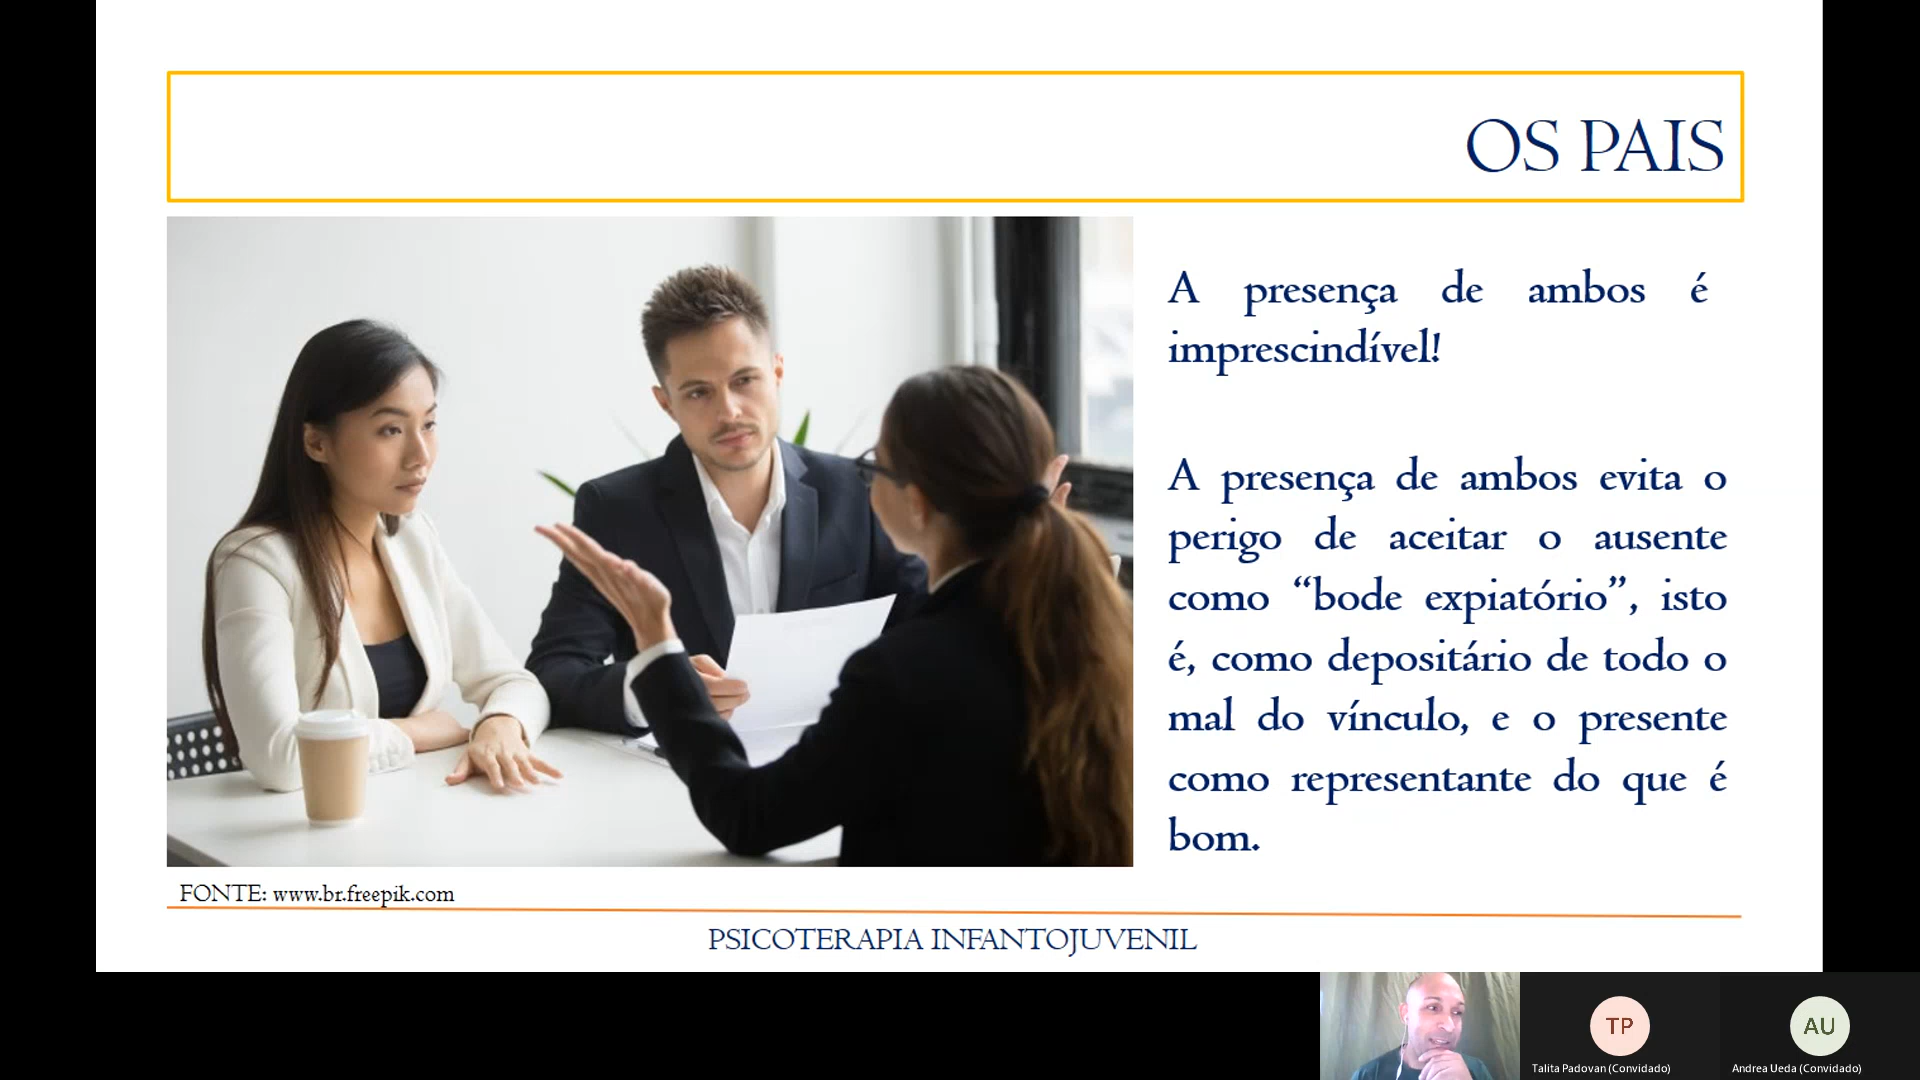 OS PAIS
A presença de ambos é
imprescindível!
A presença de ambos evita o
perigo de aceitar o ausente
como “bode expiatório”, isto
é, como depositário de todo o
mal do vínculo, e o presente
como representante do que é
bom.
FONTE: www.br.freepik.com
PSICOTERAPIA INFANTOJUVENIL
TP
AU
Talita Padovan (Convidado)
Andrea Ueda (Convidado)